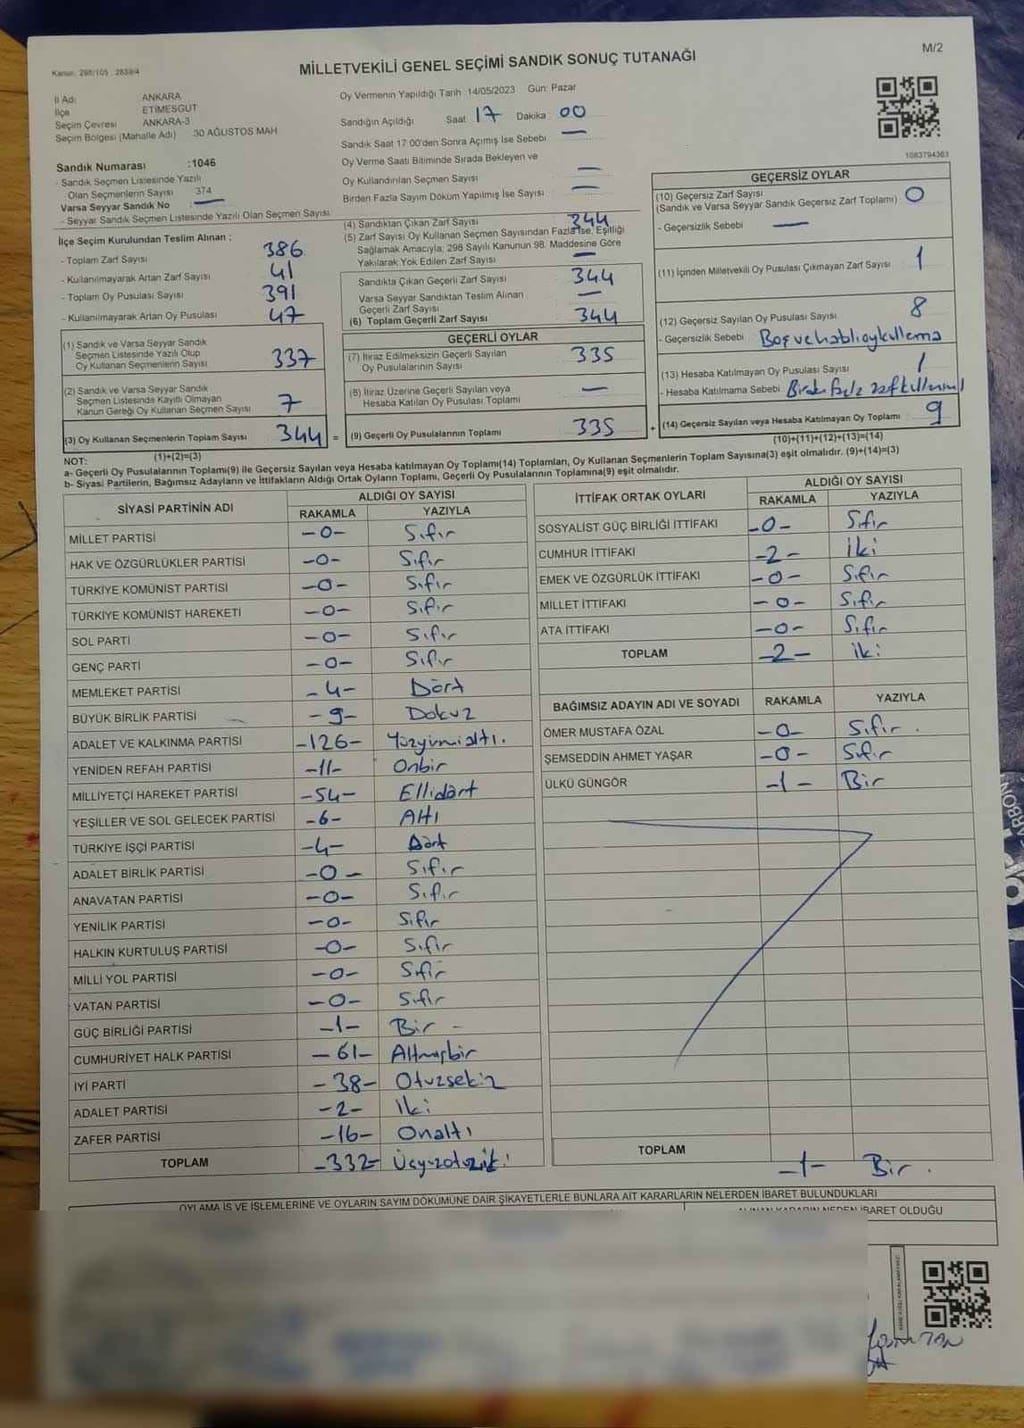 M/2
Kanun: 298/105 , 2839/4
MİLLETVEKİLİ GENEL SEÇİMİ SANDIK SONUÇ TUTANAĞI
İl Adı: ANKARA
İlçe ETİMESGUT
Seçim Çevresi ANKARA-3
Seçim Bölgesi (Mahalle Adı) 30 AĞUSTOS MAH
Oy Vermenin Yapıldığı Tarih :14/05/2023 Gün: Pazar
Sandığın Açıldığı Saat 17 Dakika 00
Sandık Saat 17 00'den Sonra Açılmış İse Sebebi —
Oy Verme Saati Bitiminde Sırada Bekleyen ve
Oy Kullandırılan Seçmen Sayısı —
Birden Fazla Sayım Döküm Yapılmış İse Sayısı —
1083794363
Sandık Numarası :1046
- Sandık Seçmen Listesinde Yazılı
Olan Seçmenlerin Sayısı 374
Varsa Seyyar Sandık No —
- Seyyar Sandık Seçmen Listesinde Yazılı Olan Seçmen Sayısı
İlçe Seçim Kurulundan Teslim Alınan ;
- Toplam Zarf Sayısı 386
- Kullanılmayarak Artan Zarf Sayısı 41
- Toplam Oy Pusulası Sayısı 391
- Kullanılmayarak Artan Oy Pusulası 47
(1) Sandık ve Varsa Seyyar Sandık
Seçmen Listesinde Yazılı Olup
Oy Kullanan Seçmenlerin Sayısı 337
(2) Sandık ve Varsa Seyyar Sandık
Seçmen Listesinde Kayıtlı Olmayan
Kanun Gereği Oy Kullanan Seçmen Sayısı 7
(3) Oy Kullanan Seçmenlerin Toplam Sayısı 344 =
(1)+(2)=(3)
(4) Sandıktan Çıkan Zarf Sayısı 344
(5) Zarf Sayısı Oy Kullanan Seçmen Sayısından Fazla İse, Eşitliği
Sağlamak Amacıyla; 298 Sayılı Kanunun 98. Maddesine Göre
Yakılarak Yok Edilen Zarf Sayısı —
Sandıkta Çıkan Geçerli Zarf Sayısı 344
Varsa Seyyar Sandıktan Teslim Alınan
Geçerli Zarf Sayısı —
(6) Toplam Geçerli Zarf Sayısı 344
GEÇERLİ OYLAR
(7) İtiraz Edilmeksizin Geçerli Sayılan
Oy Pusulalarının Sayısı 335
(8) İtiraz Üzerine Geçerli Sayılan veya
Hesaba Katılan Oy Pusulası Toplamı —
(9) Geçerli Oy Pusulalarının Toplamı 335 +
GEÇERSİZ OYLAR
(10) Geçersiz Zarf Sayısı
(Sandık ve Varsa Seyyar Sandık Geçersiz Zarf Toplamı) 0
- Geçersizlik Sebebi —
(11) İçinden Milletvekili Oy Pusulası Çıkmayan Zarf Sayısı 1
(12) Geçersiz Sayılan Oy Pusulası Sayısı 8
- Geçersizlik Sebebi Boş ve
(13) Hesaba Katılmayan Oy Pusulası Sayısı 1
- Hesaba Katılmama Sebebi
(14) Geçersiz Sayılan veya Hesaba Katılmayan Oy Toplamı 9
(10)+(11)+(12)+(13)=(14)
NOT:
a- Geçerli Oy Pusulalarının Toplamı(9) ile Geçersiz Sayılan veya Hesaba katılmayan Oy Toplamı(14) Toplamları, Oy Kullanan Seçmenlerin Toplam Sayısına(3) eşit olmalıdır. (9)+(14)=(3)
b- Siyasi Partilerin, Bağımsız Adayların ve İttifakların Aldığı Ortak Oyların Toplamı, Geçerli Oy Pusulalarının Toplamına(9) eşit olmalıdır.
SİYASİ PARTİNİN ADI ALDIĞI OY SAYISI
RAKAMLA YAZIYLA
MİLLET PARTİSİ -0- Sıfır
HAK VE ÖZGÜRLÜKLER PARTİSİ -0- Sıfır
TÜRKİYE KOMÜNİST PARTİSİ -0- Sıfır
TÜRKİYE KOMÜNİST HAREKETİ -0- Sıfır
SOL PARTİ -0- Sıfır
GENÇ PARTİ -0- Sıfır
MEMLEKET PARTİSİ -4- Dört
BÜYÜK BİRLİK PARTİSİ -9- Dokuz
ADALET VE KALKINMA PARTİSİ -126- Yüzyirmialtı.
YENİDEN REFAH PARTİSİ -11- Onbir
MİLLİYETÇİ HAREKET PARTİSİ -54- Ellidört
YEŞİLLER VE SOL GELECEK PARTİSİ -6- Altı
TÜRKİYE İŞÇİ PARTİSİ -4- Dört
ADALET BİRLİK PARTİSİ -0- Sıfır
ANAVATAN PARTİSİ -0- Sıfır
YENİLİK PARTİSİ -0- Sıfır
HALKIN KURTULUŞ PARTİSİ -0- Sıfır
MİLLİ YOL PARTİSİ -0- Sıfır
VATAN PARTİSİ -0- Sıfır
GÜÇ BİRLİĞİ PARTİSİ -1- Bir -
CUMHURİYET HALK PARTİSİ -61- Altmışbir
İYİ PARTİ -38- Otuzsekiz
ADALET PARTİSİ -2- İki
ZAFER PARTİSİ -16- Onaltı
TOPLAM -332- Üçyüzotuziki
İTTİFAK ORTAK OYLARI ALDIĞI OY SAYISI
RAKAMLA YAZIYLA
SOSYALİST GÜÇ BİRLİĞİ İTTİFAKI -0- Sıfır
CUMHUR İTTİFAKI -2- İki
EMEK VE ÖZGÜRLÜK İTTİFAKI -0- Sıfır
MİLLET İTTİFAKI -0- Sıfır
ATA İTTİFAKI -0- Sıfır
TOPLAM -2- iki
BAĞIMSIZ ADAYIN ADI VE SOYADI RAKAMLA YAZIYLA
ÖMER MUSTAFA ÖZAL -0- Sıfır.
ŞEMSEDDİN AHMET YAŞAR -0- Sıfır
ÜLKÜ GÜNGÖR -1- Bir
TOPLAM -1- Bir.
OYLAMA İŞ VE İŞLEMLERİNE VE OYLARIN SAYIM DÖKÜMÜNE DAİR ŞİKAYETLERLE BUNLARA AİT KARARLARIN NELERDEN İBARET BULUNDUKLARI
ALINAN KARARIN NEDEN İBARET OLDUĞU